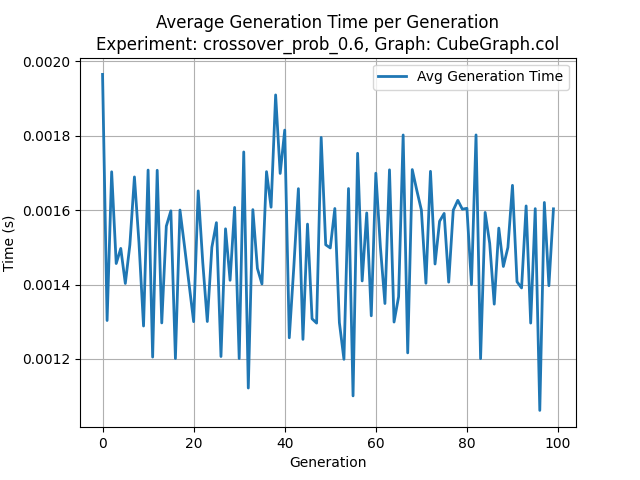 Average Generation Time per Generation
Experiment: crossover_prob_0.6, Graph: CubeGraph.col
Avg Generation Time
Time (s)
0.0020
0.0018
0.0016
0.0014
0.0012
0 20 40 60 80 100
Generation